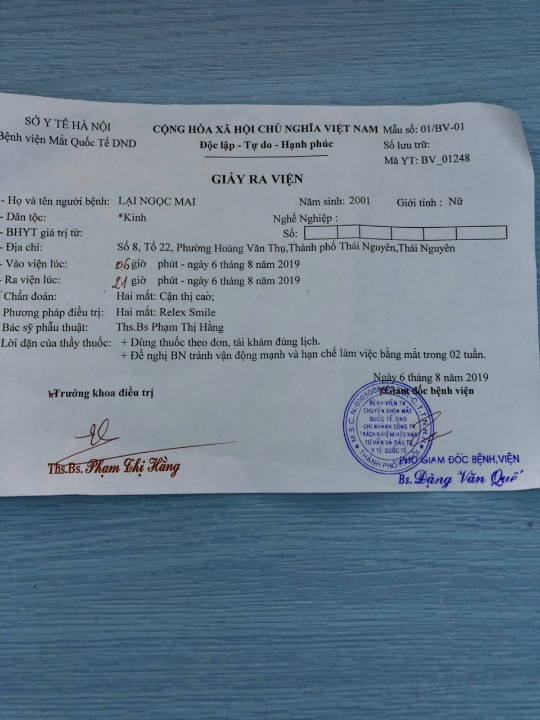 SỞ Y TẾ HÀ NỘI
Bệnh viện Mắt Quốc Tế DND
CỘNG HÒA XÃ HỘI CHỦ NGHĨA VIỆT NAM
Độc lập - Tự do - Hạnh phúc
Mẫu số: 01/BV-01
Số lưu trữ:
Mã YT: BV_01248
GIẤY RA VIỆN
- Họ và tên người bệnh: LẠI NGỌC MAI Năm sinh: 2001 Giới tính : Nữ
- Dân tộc: *Kinh Nghề Nghiệp :
- BHYT giá trị từ: Số:
- Địa chỉ: Số 8, Tổ 22, Phường Hoàng Văn Thụ,Thành phố Thái Nguyên,Thái Nguyên
- Vào viện lúc: 06 giờ phút - ngày 6 tháng 8 năm 2019
- Ra viện lúc: 21 giờ phút - ngày 6 tháng 8 năm 2019
Chẩn đoán: Hai mắt: Cận thị cao;
Phương pháp điều trị: Hai mắt: Relex Smile
Bác sỹ phẫu thuật: Ths.Bs Phạm Thị Hằng
Lời dặn của thầy thuốc: + Dùng thuốc theo đơn, tái khám đúng lịch.
+ Đề nghị BN tránh vận động mạnh và hạn chế làm việc bằng mắt trong 02 tuần.
Ngày 6 tháng 8 năm 2019
Trưởng khoa điều trị
Giám đốc bệnh viện
BỆNH VIỆN TN
CHUYÊN KHOA MẮT
QUỐC TẾ DND
CHI NHÁNH CÔNG TY
TRÁCH NHIỆM HỮU HẠN
TƯ VẤN VÀ ĐẦU TƯ
Y TẾ QUỐC TẾ
Ths.Bs. Phạm Thị Hằng
PHÓ GIÁM ĐỐC BỆNH VIỆN
Bs. Đặng Văn Quế